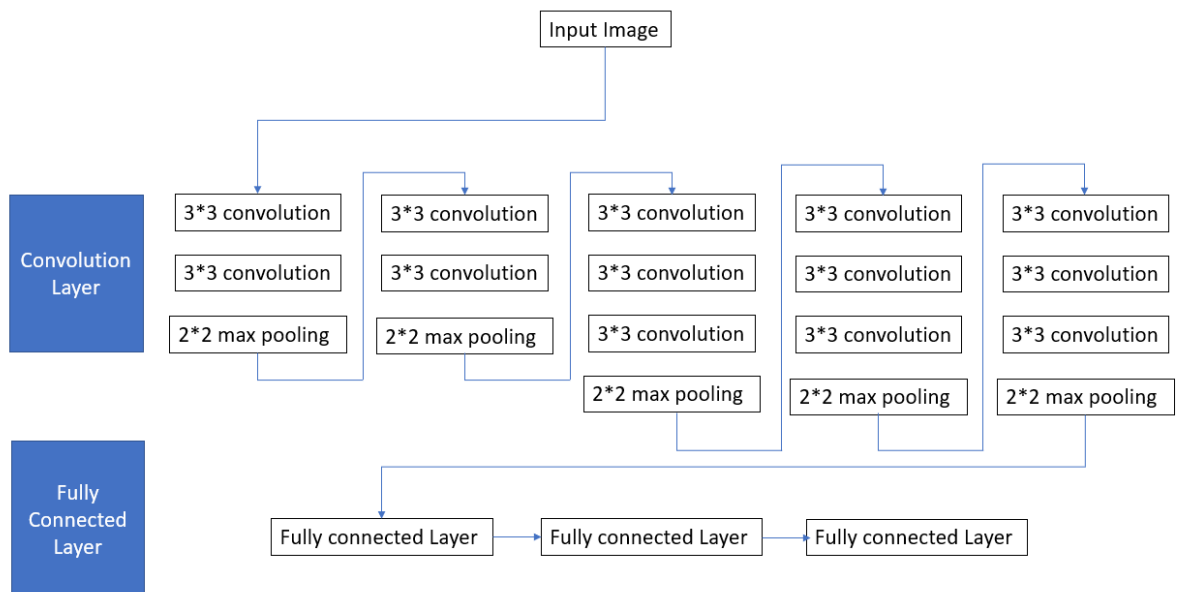 Input Image
Convolution
Layer
3*3 convolution
3*3 convolution
2*2 max pooling
3*3 convolution
3*3 convolution
2*2 max pooling
3*3 convolution
3*3 convolution
3*3 convolution
2*2 max pooling
3*3 convolution
3*3 convolution
3*3 convolution
2*2 max pooling
3*3 convolution
3*3 convolution
3*3 convolution
2*2 max pooling
Fully
Connected
Layer
Fully connected Layer
Fully connected Layer
Fully connected Layer